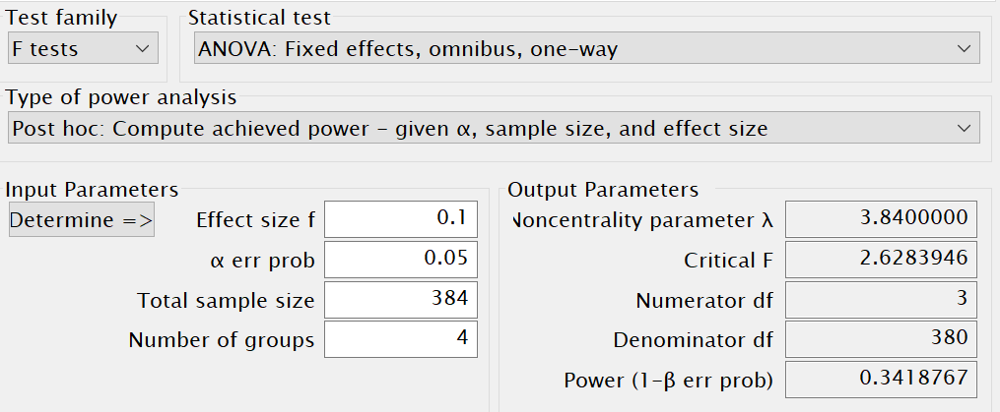 Test family
Statistical test
F tests
ANOVA: Fixed effects, omnibus, one-way
Type of power analysis
Post hoc: Compute achieved power – given α, sample size, and effect size
Input Parameters
Output Parameters
Determine =>
Effect size f
0.1
Noncentrality parameter λ
3.8400000
α err prob
0.05
Critical F
2.6283946
Total sample size
384
Numerator df
3
Number of groups
4
Denominator df
380
Power (1-β err prob)
0.3418767